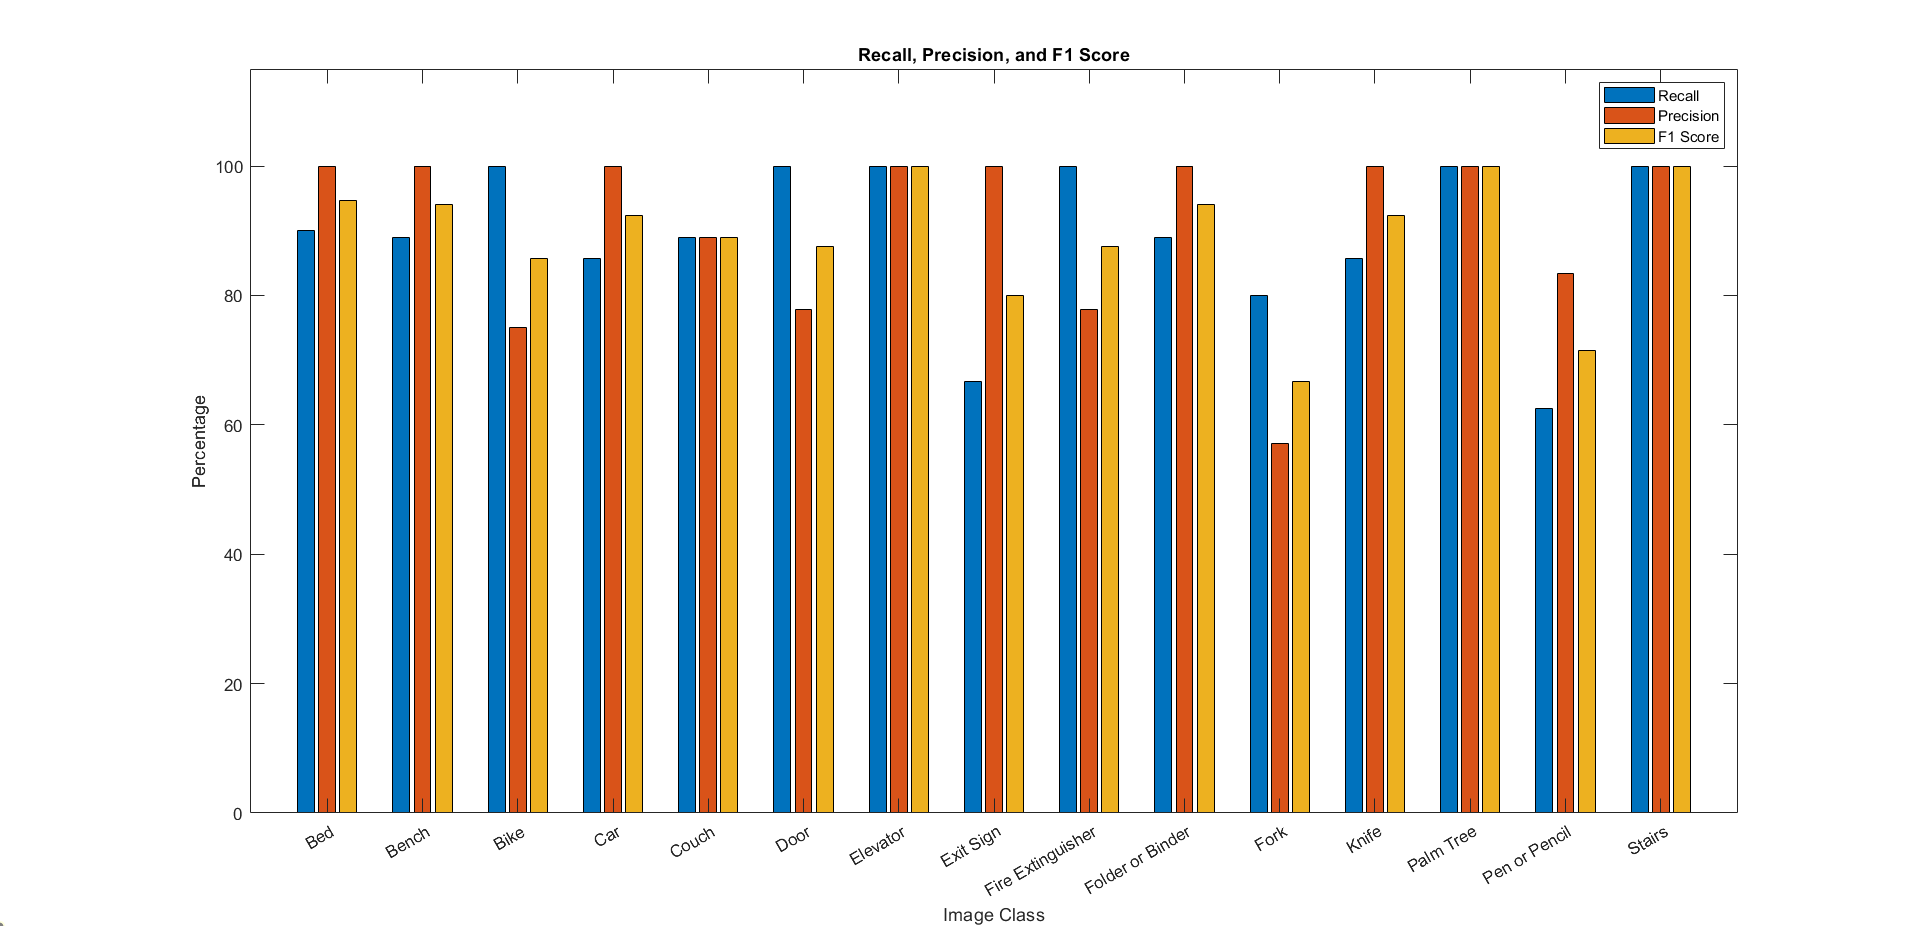 Recall, Precision, and F1 Score
Recall
Precision
F1 Score
100
80
60
40
20
0
Percentage
Bed
Bench
Bike
Car
Couch
Door
Elevator
Exit Sign
Fire Extinguisher
Folder or Binder
Fork
Knife
Palm Tree
Pen or Pencil
Stairs
Image Class